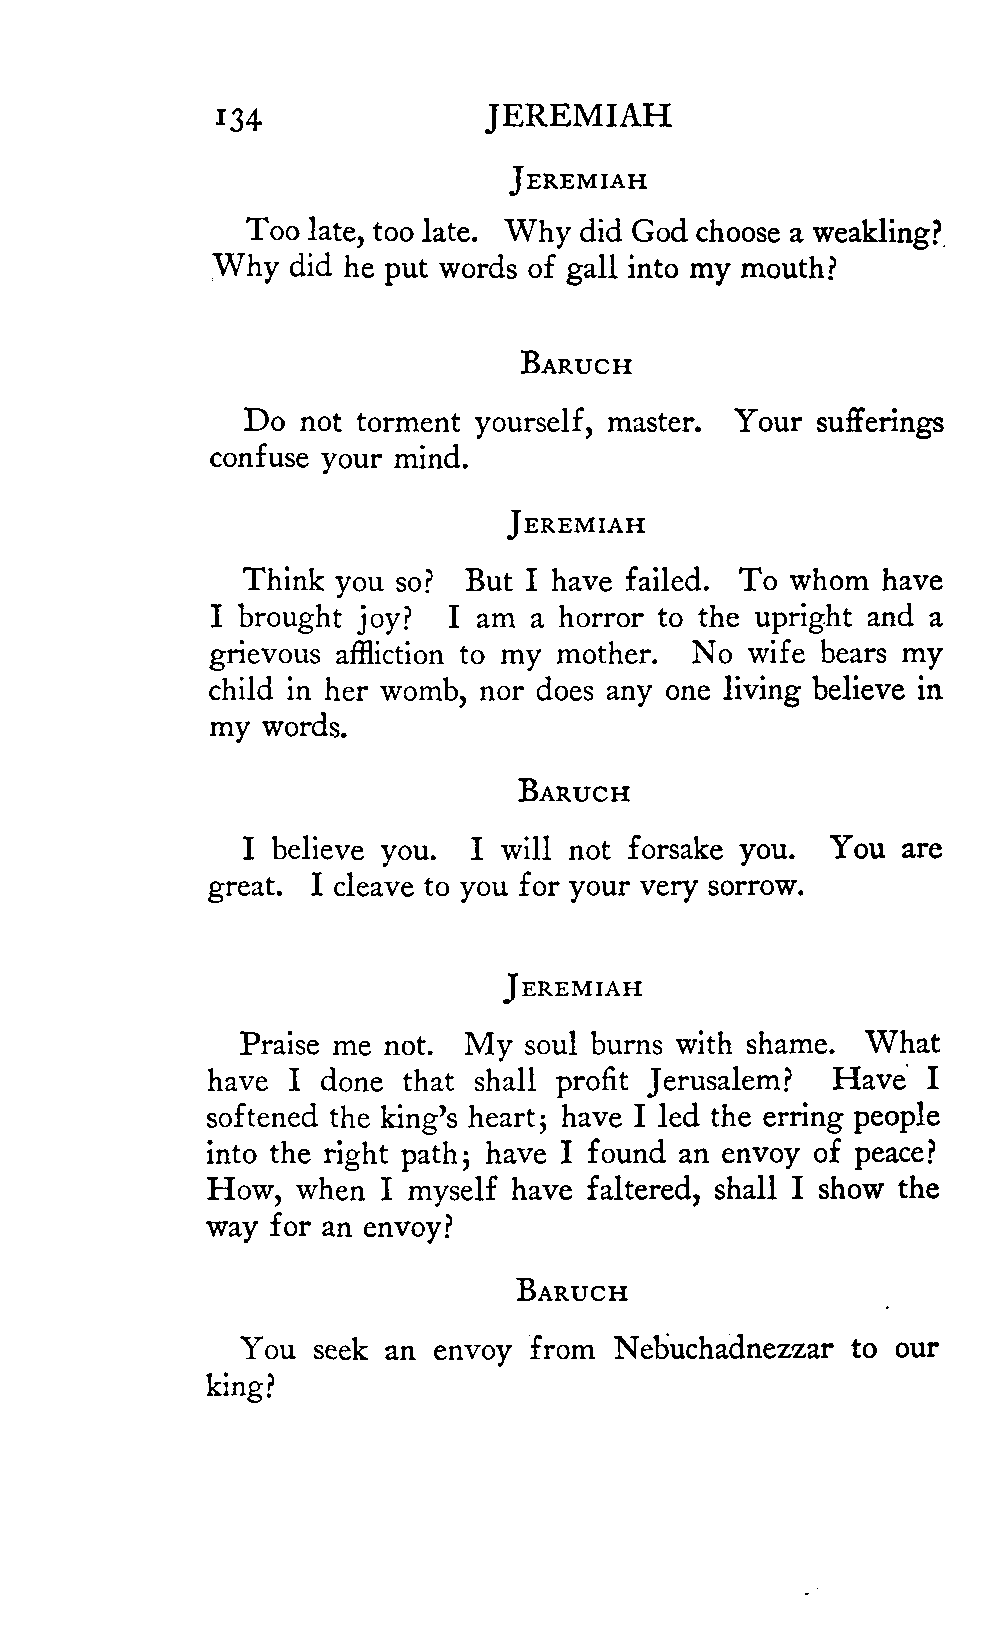 134 JEREMIAH
JEREMIAH
Too late, too late. Why did God choose a weakling?
Why did he put words of gall into my mouth?
BARUCH
Do not torment yourself, master. Your sufferings
confuse your mind.
JEREMIAH
Think you so? But I have failed. To whom have
I brought joy? I am a horror to the upright and a
grievous affliction to my mother. No wife bears my
child in her womb, nor does any one living believe in
my words.
BARUCH
I believe you. I will not forsake you. You are
great. I cleave to you for your very sorrow.
JEREMIAH
Praise me not. My soul burns with shame. What
have I done that shall profit Jerusalem? Have I
softened the king's heart; have I led the erring people
into the right path; have I found an envoy of peace?
How, when I myself have faltered, shall I show the
way for an envoy?
BARUCH
You seek an envoy from Nebuchadnezzar to our
king?